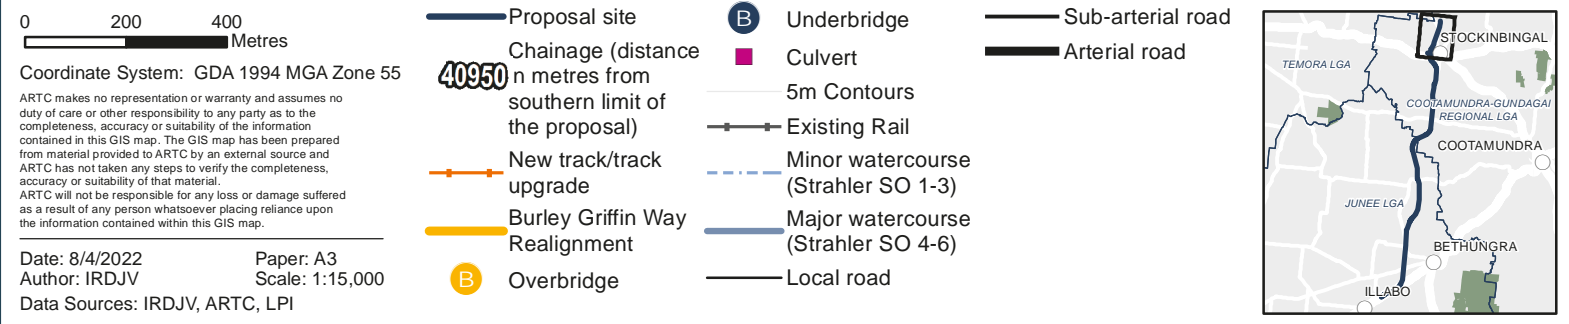 0 200 400
Metres
Coordinate System: GDA 1994 MGA Zone 55
ARTC makes no representation or warranty and assumes no
duty of care or other responsibility to any party as to the
completeness, accuracy or suitability of the information
contained in this GIS map. The GIS map has been prepared
from material provided to ARTC by an external source and
ARTC has not taken any steps to verify the completeness,
accuracy or suitability of that material.
ARTC will not be responsible for any loss or damage suffered
as a result of any person whatsoever placing reliance upon
the information contained within this GIS map.
Date: 8/4/2022 Paper: A3
Author: IRDJV Scale: 1:15,000
Data Sources: IRDJV, ARTC, LPI
Proposal site
40950
Chainage (distance
n metres from
southern limit of
the proposal)
New track/track
upgrade
Burley Griffin Way
Realignment
B Overbridge
B Underbridge
Culvert
5m Contours
Existing Rail
Minor watercourse
(Strahler SO 1-3)
Major watercourse
(Strahler SO 4-6)
Local road
Sub-arterial road
Arterial road
STOCKINBINGAL
TEMORA LGA
COOTAMUNDRA-GUNDAGAI
REGIONAL LGA
COOTAMUNDRA
JUNEE LGA
BETHUNGRA
ILLABO